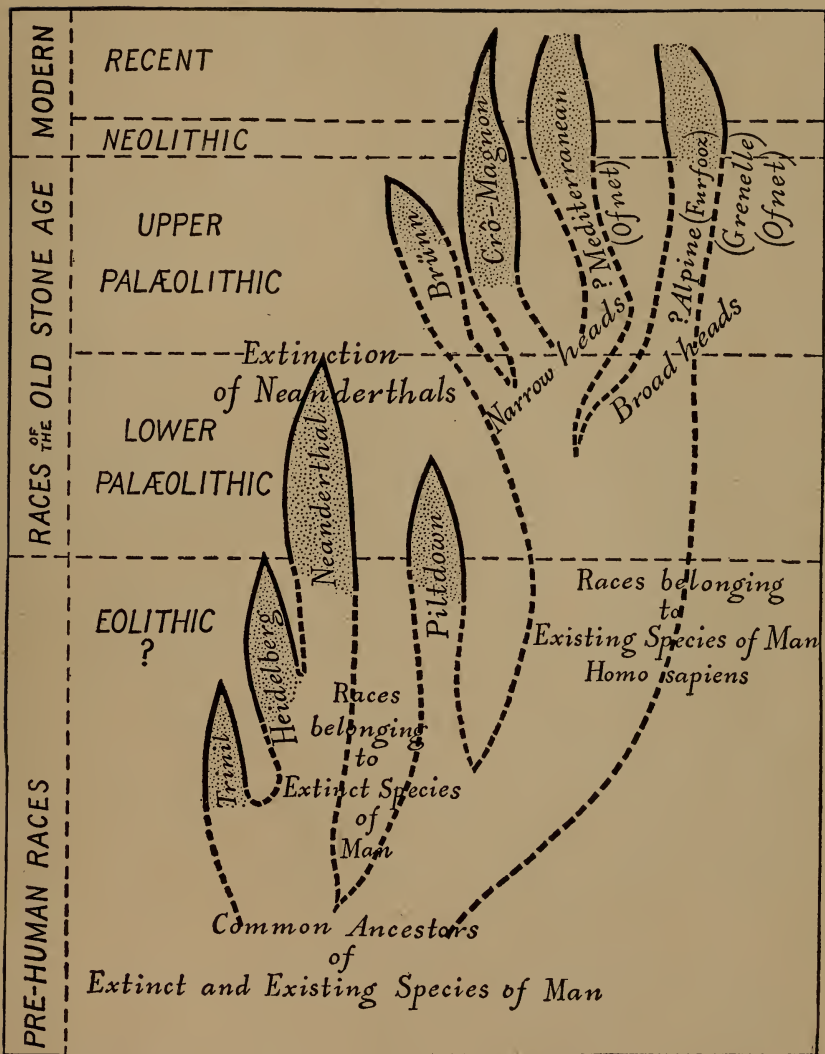 MODERN
RECENT
NEOLITHIC
RACES OF THE OLD STONE AGE
UPPER
PALÆOLITHIC
LOWER
PALÆOLITHIC
PRE-HUMAN RACES
EOLITHIC
?
Brünn
Crô-Magnon
? Mediterranean
(Ofnet)
? Alpine (Furfooz)
(Grenelle)
(Ofnet)
Narrow heads
Broad heads
Extinction
of Neanderthals
Neanderthal
Piltdown
Heidelberg
Trinil
Races
belonging
to
Extinct Species
of
Man
Races belonging
to
Existing Species of Man
Homo sapiens
Common Ancestors
of
Extinct and Existing Species of Man